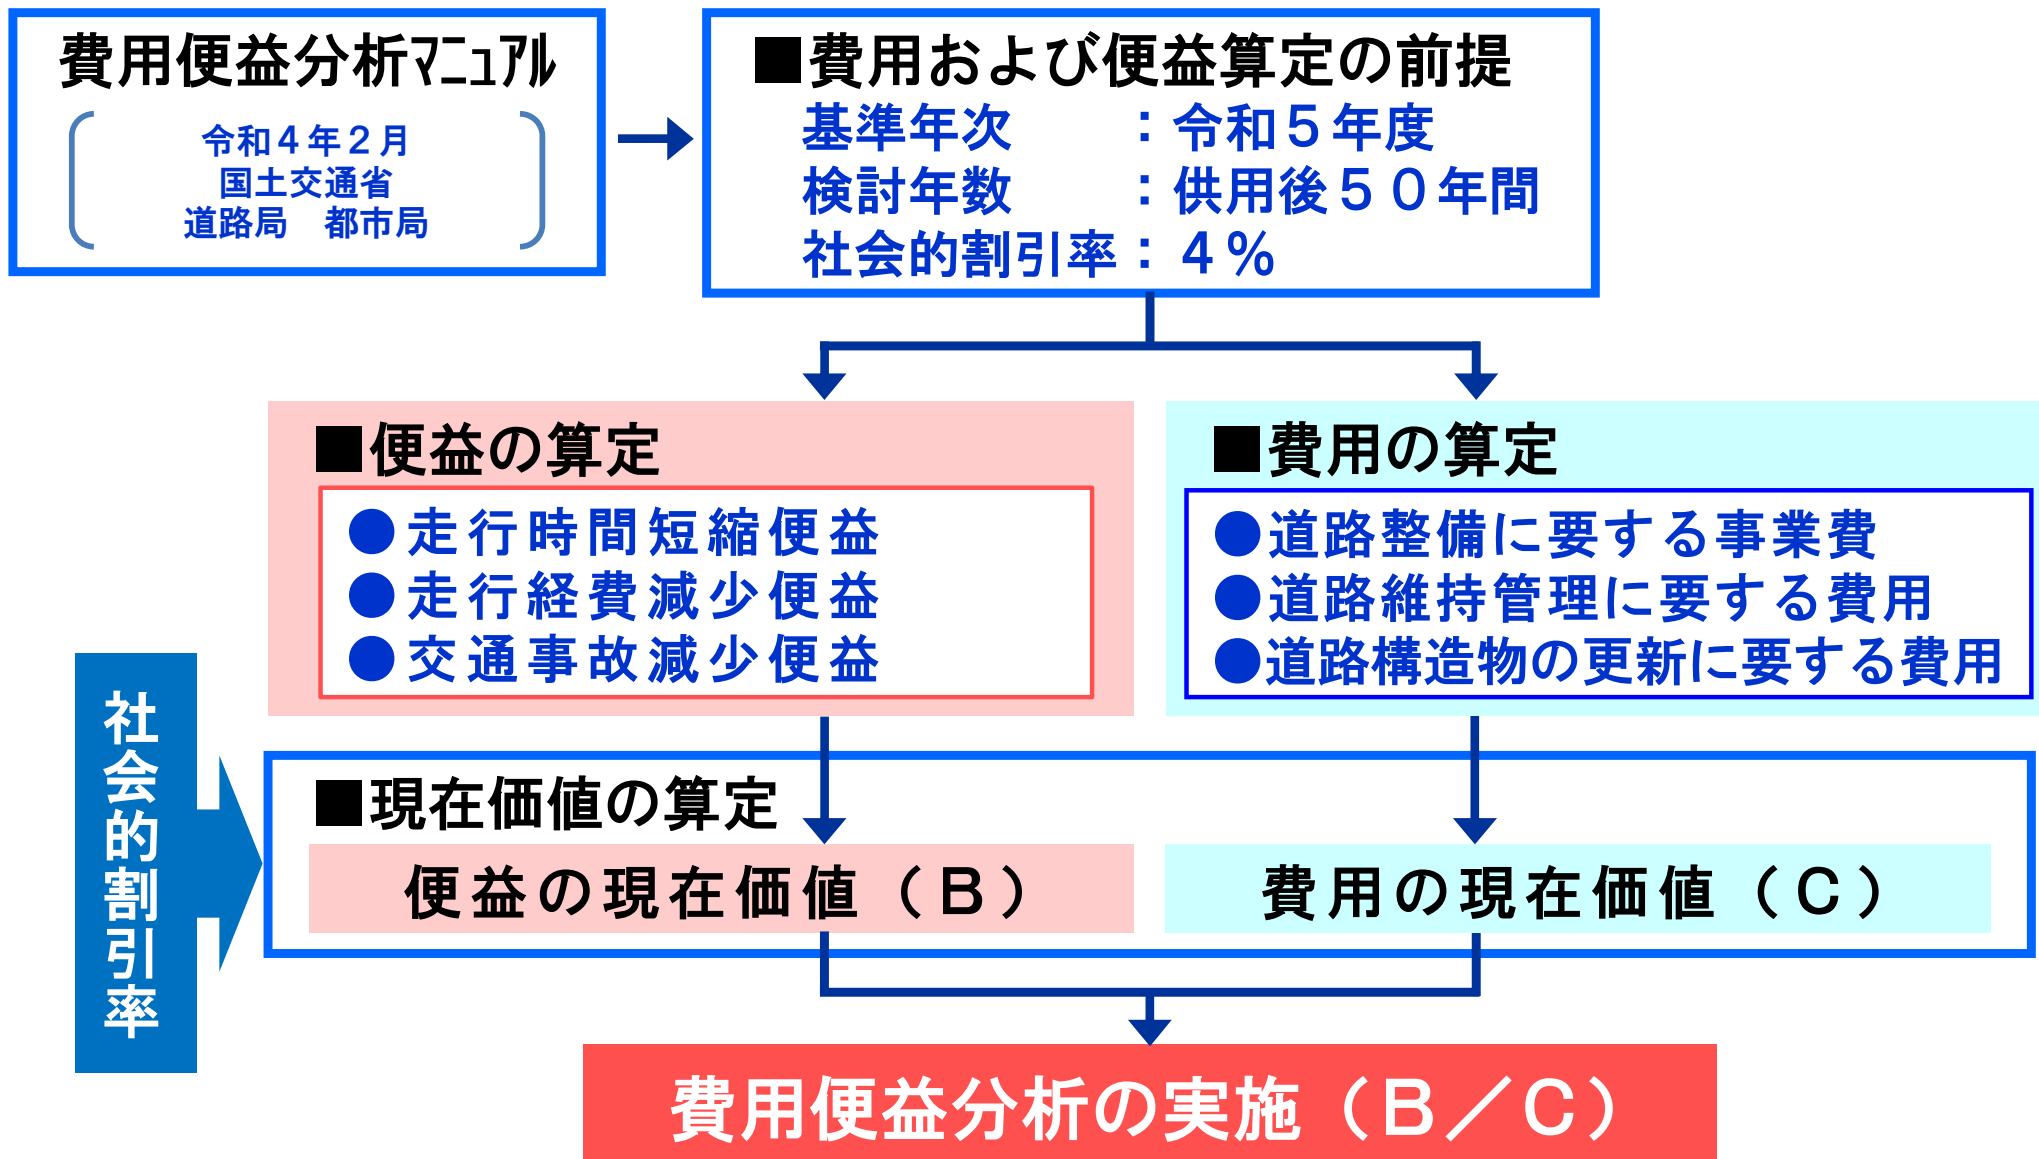 費用便益分析ﾏﾆｭｱﾙ
令和４年２月
国土交通省
道路局　都市局
■費用および便益算定の前提
基準年次　　：令和５年度
検討年数　　：供用後５０年間
社会的割引率：４％
■便益の算定
●走行時間短縮便益
●走行経費減少便益
●交通事故減少便益
■費用の算定
●道路整備に要する事業費
●道路維持管理に要する費用
●道路構造物の更新に要する費用
社会的割引率
■現在価値の算定
便益の現在価値（Ｂ）
費用の現在価値（Ｃ）
費用便益分析の実施（Ｂ／Ｃ）